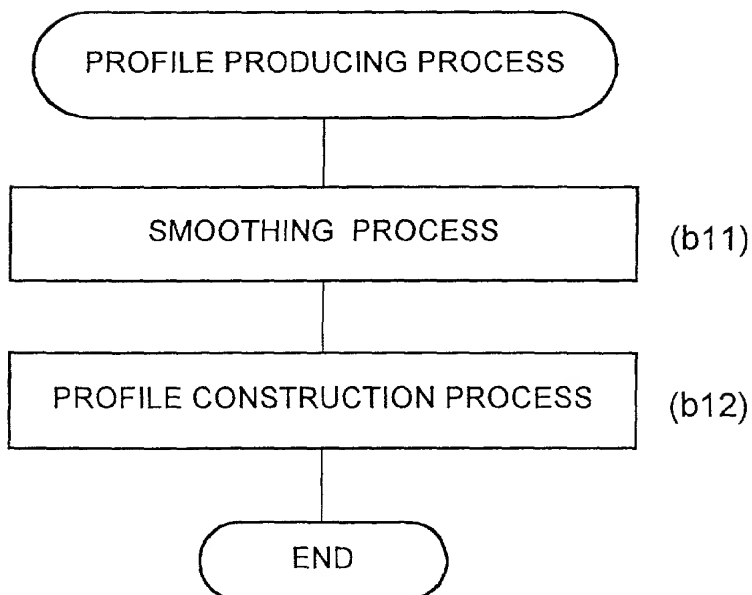 PROFILE PRODUCING PROCESS
SMOOTHING PROCESS
(b11)
PROFILE CONSTRUCTION PROCESS
(b12)
END